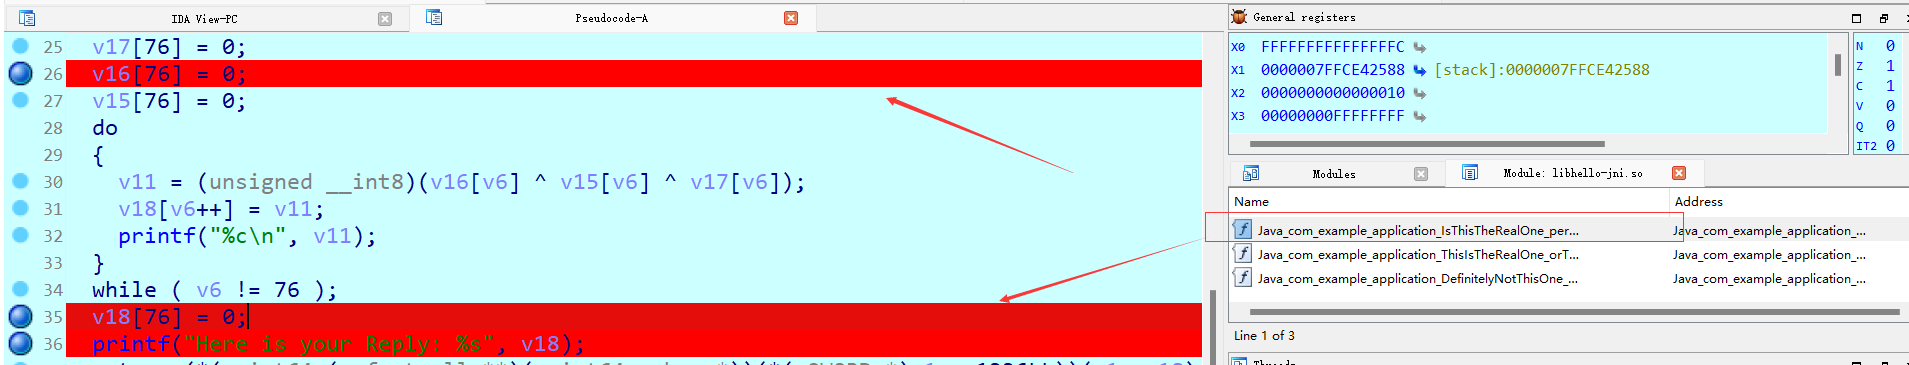 IDA View-PC
Pseudocode-A
25 v17[76] = 0;
26 v16[76] = 0;
27 v15[76] = 0;
28 do
29 {
30 v11 = (unsigned __int8)(v16[v6] ^ v15[v6] ^ v17[v6]);
31 v18[v6++] = v11;
32 printf("%c\n", v11);
33 }
34 while ( v6 != 76 );
35 v18[76] = 0;
36 printf("Here is your Reply: %s", v18);
General registers
X0 FFFFFFFFFFFFFFFC
X1 0000007FFCE42588 [stack]:0000007FFCE42588
X2 0000000000000010
X3 00000000FFFFFFFF
N 0
Z 1
C 1
V 0
Q 0
IT2 0
Modules
Module: libhello-jni.so
Name Address
Java_com_example_application_IsThisTheRealOne_per... Java_com_example_application_...
Java_com_example_application_ThisIsTheRealOne_orT... Java_com_example_application_...
Java_com_example_application_DefinitelyNotThisOne_... Java_com_example_application_...
Line 1 of 3